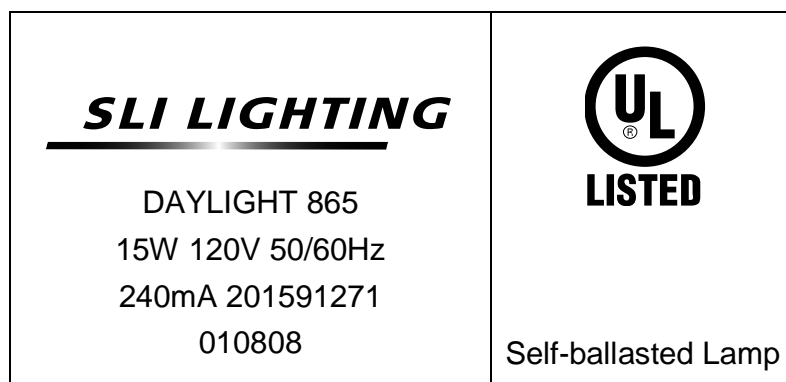 SLI LIGHTING
DAYLIGHT 865
15W 120V 50/60Hz
240mA 201591271
010808
UL
®
LISTED
Self-ballasted Lamp